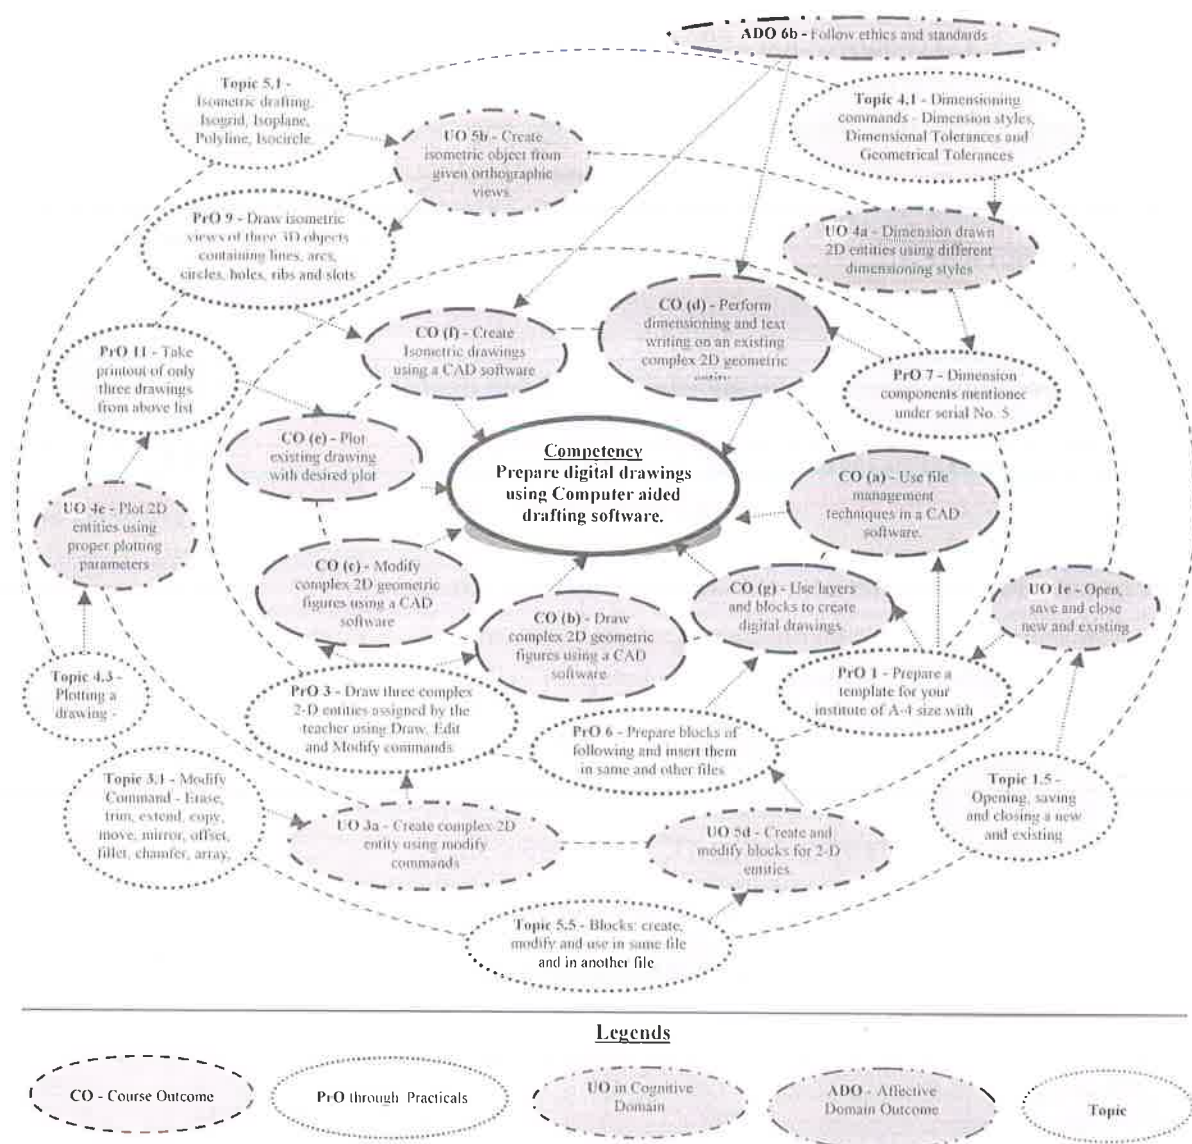 ADO 6b - Follow ethics and standards
Topic 5.1 -
Isometric drafting,
Isogrid, Isoplane,
Polyline, Isocircle.
Topic 4.1 - Dimensioning
commands - Dimension styles,
Dimensional Tolerances and
Geometrical Tolerances
UO 5b - Create
isometric object from
given orthographic
views.
PrO 9 - Draw isometric
views of three 3D objects
containing lines, arcs,
circles, holes, ribs and slots
UO 4a - Dimension drawn
2D entities using different
dimensioning styles
CO (f) - Create
Isometric drawings
using a CAD software
CO (d) - Perform
dimensioning and text
writing on an existing
complex 2D geometric
PrO 11 - Take
printout of only
three drawings
from above list
PrO 7 - Dimension
components mentioned
under serial No. 5
CO (e) - Plot
existing drawing
with desired plot
Competency
Prepare digital drawings
using Computer aided
drafting software.
CO (a) - Use file
management
techniques in a CAD
software.
UO 4e - Plot 2D
entities using
proper plotting
parameters
CO (c) - Modify
complex 2D geometric
figures using a CAD
software
CO (b) - Draw
complex 2D geometric
figures using a CAD
software
CO (g) - Use layers
and blocks to create
digital drawings.
UO 1e - Open,
save and close
new and existing
Topic 4.3 -
Plotting a
drawing -
PrO 3 - Draw three complex
2-D entities assigned by the
teacher using Draw, Edit
and Modify commands
PrO 6 - Prepare blocks of
following and insert them
in same and other files
PrO 1 - Prepare a
template for your
institute of A-4 size with
Topic 3.1 - Modify
Command - Erase,
trim, extend, copy,
move, mirror, offset,
fillet, chamfer, array,
UO 3a - Create complex 2D
entity using modify
commands
UO 5d - Create and
modify blocks for 2-D
entities.
Topic 1.5 -
Opening, saving
and closing a new
and existing
Topic 5.5 - Blocks: create,
modify and use in same file
and in another file
Legends
CO - Course Outcome
PrO through Practicals
UO in Cognitive
Domain
ADO - Affective
Domain Outcome
Topic